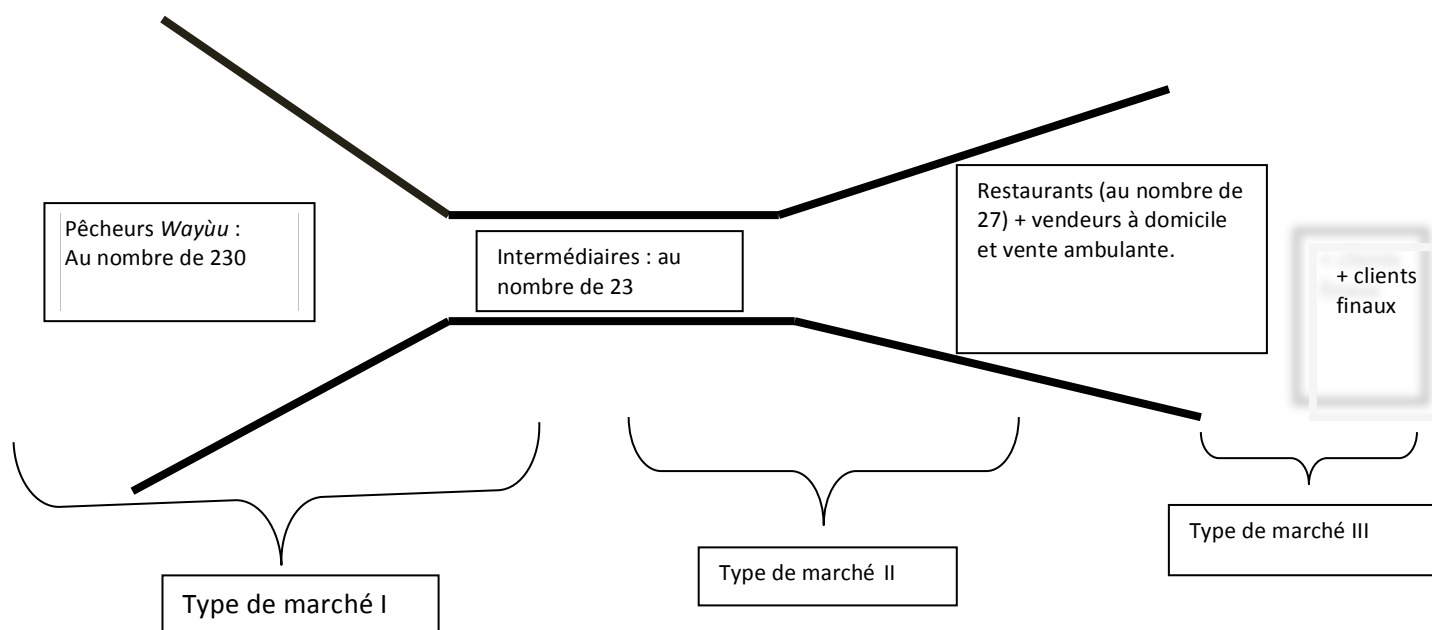 Pêcheurs Wayùu :
Au nombre de 230
Intermédiaires : au
nombre de 23
Restaurants (au nombre de
27) + vendeurs à domicile
et vente ambulante.
+ clients
finaux
Type de marché I
Type de marché II
Type de marché III